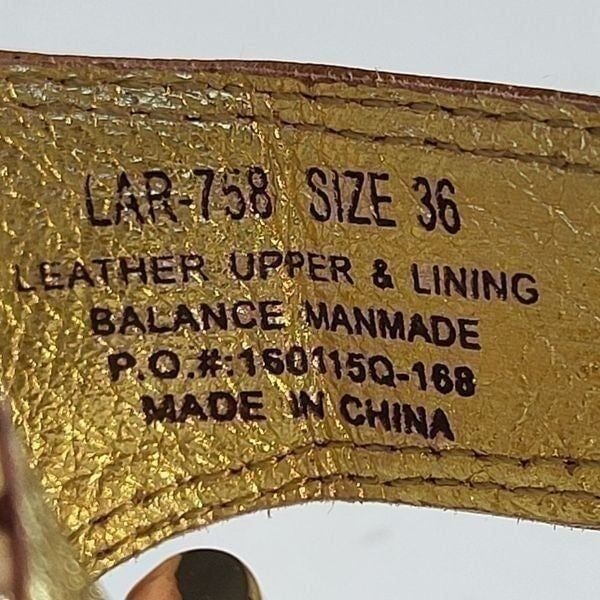 LAR-758 SIZE 36
LEATHER UPPER & LINING
BALANCE MANMADE
P.O.#:160115Q-168
MADE IN CHINA